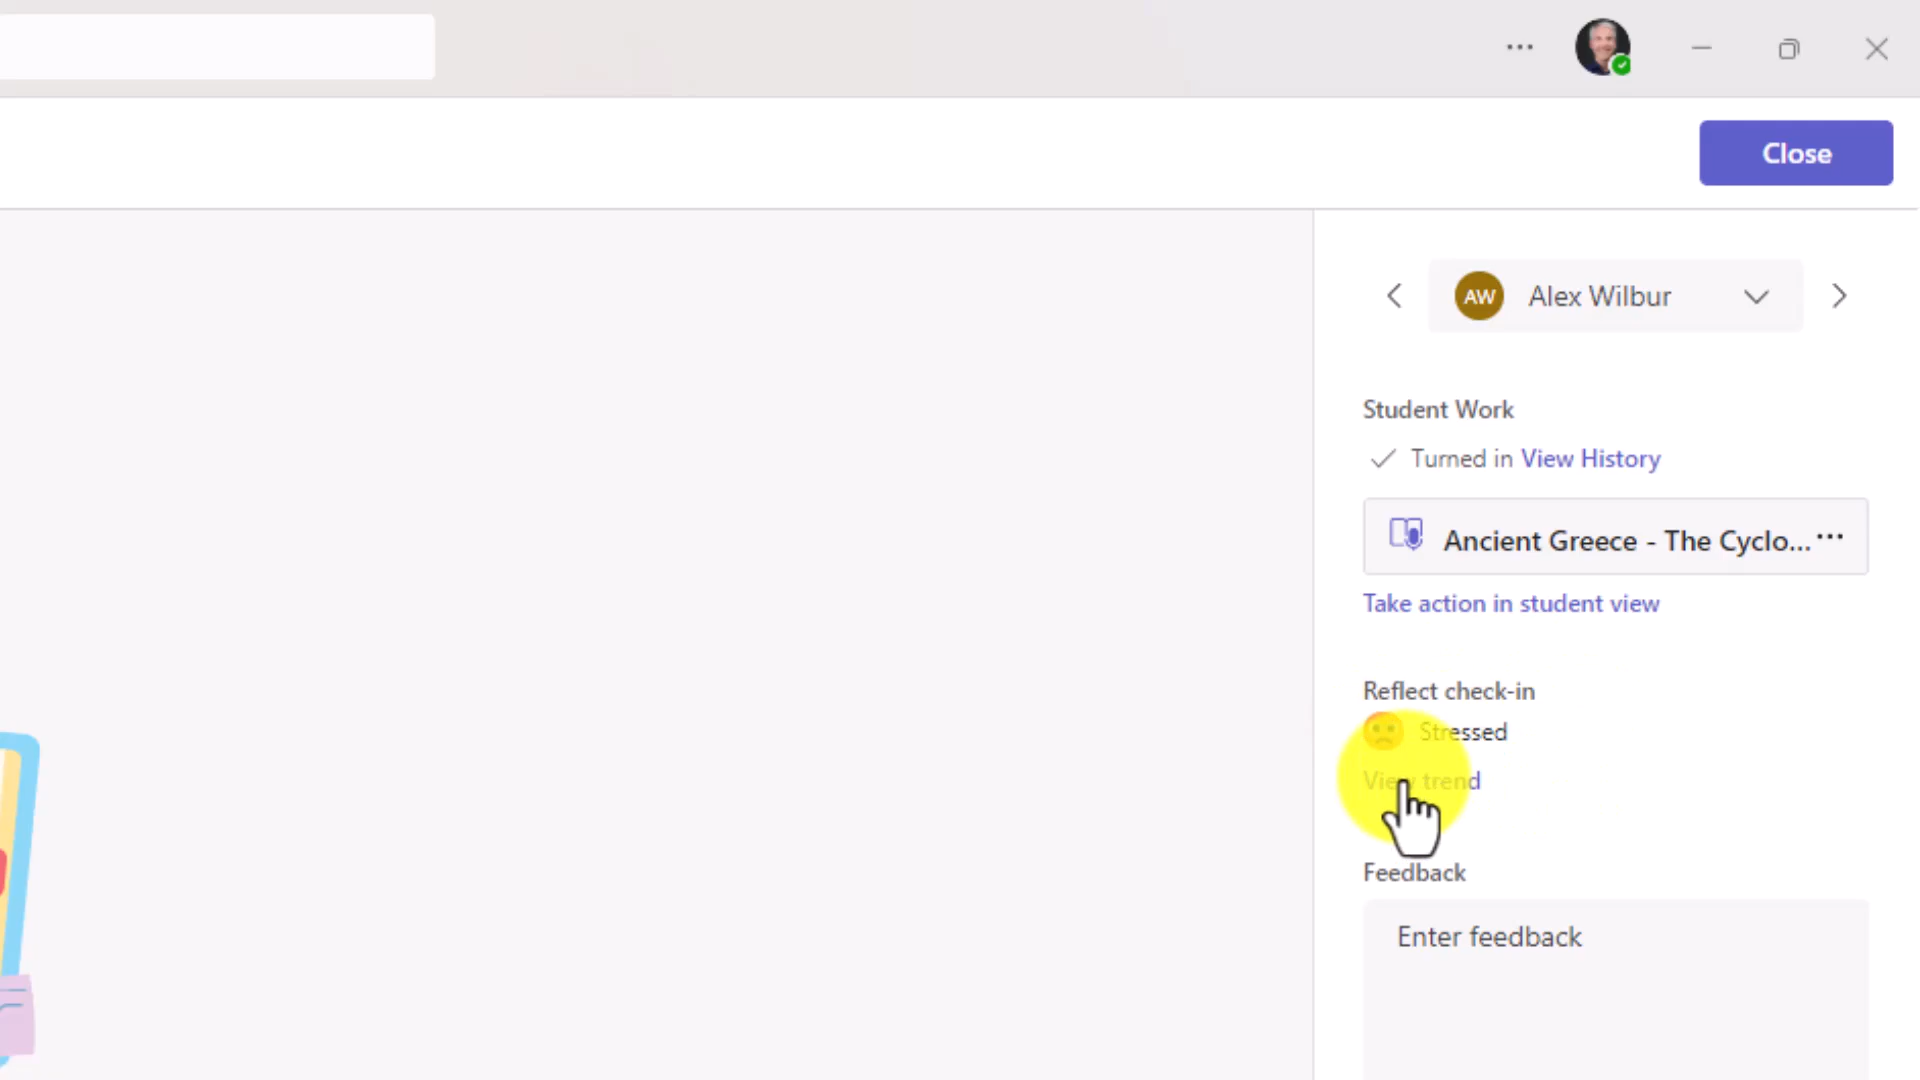 Close
AW Alex Wilbur
Student Work
Turned in View History
Ancient Greece - The Cyclo...
Take action in student view
Reflect check-in
Stressed
View trend
Feedback
Enter feedback